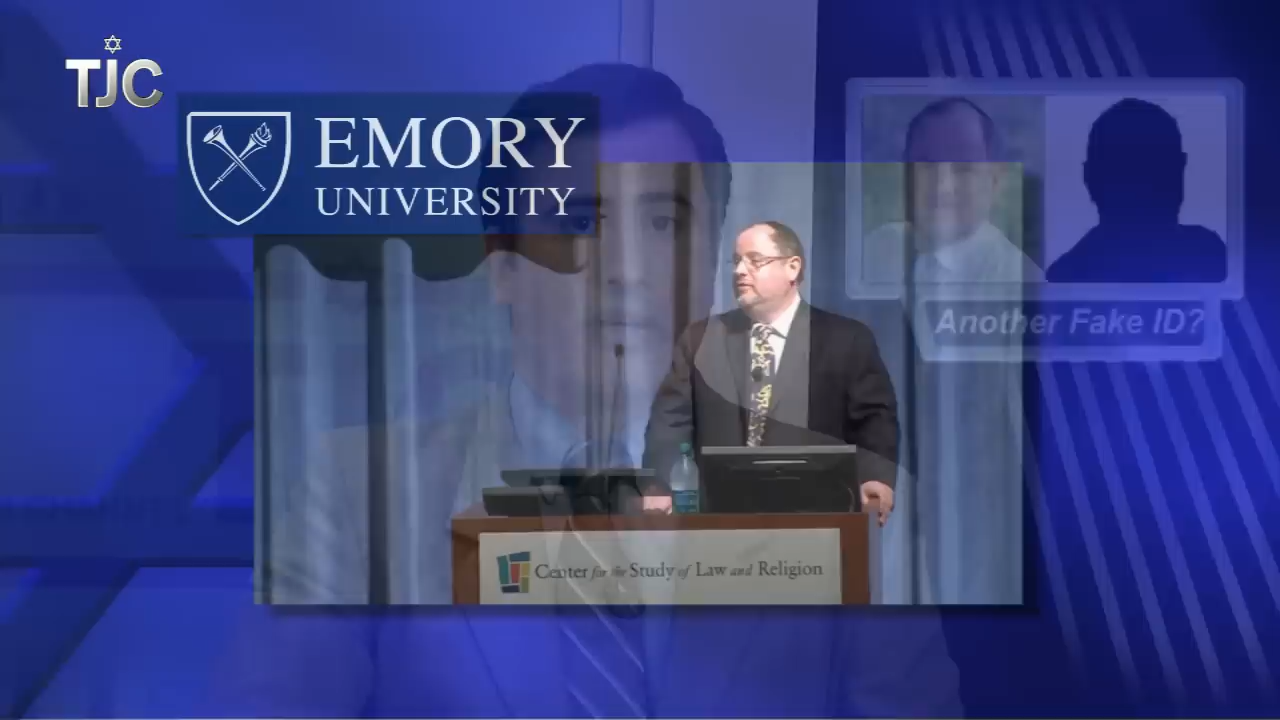 TJC
EMORY
UNIVERSITY
Another Fake ID?
Center for the Study of Law and Religion